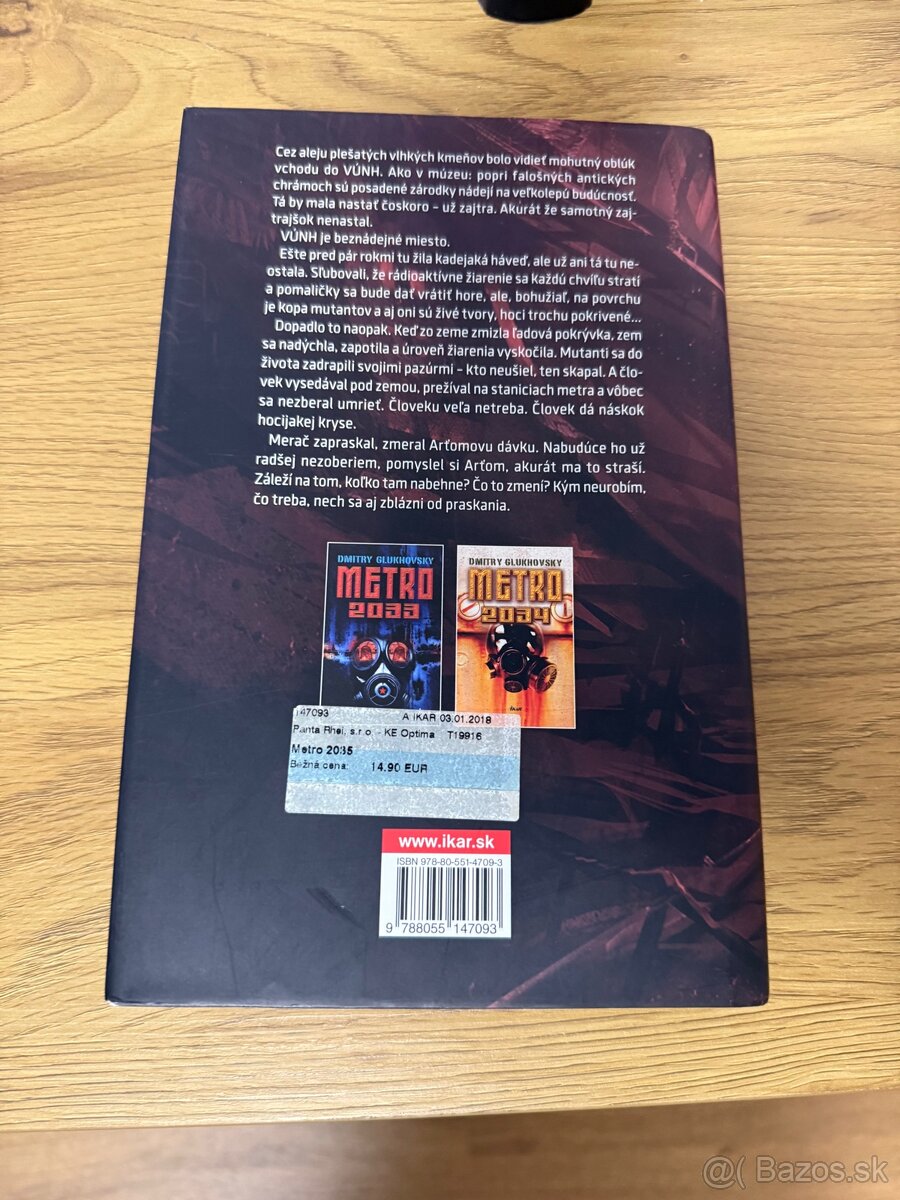 Cez aleju plešatých vlhkých kmeňov bolo vidieť mohutný oblúk
vchodu do VÚNH. Ako v múzeu: popri falošných antických
chrámoch sú posadené zárodky nádejí na veľkolepú budúcnosť.
Tá by mala nastať čoskoro – už zajtra. Akurát že samotný zaj-
trajšok nenastal.
VÚNH je beznádejné miesto.
Ešte pred pár rokmi tu žila kadejaká háveď, ale už ani tá tu ne-
ostala. Sľubovali, že rádioaktívne žiarenie sa každú chvíľu stratí
a pomaličky sa bude dať vrátiť hore, ale, bohužiaľ, na povrchu
je kopa mutantov a aj oni sú živé tvory, hoci trochu pokrivené...
Dopadlo to naopak. Keď zo zeme zmizla ľadová pokrývka, zem
sa nadýchla, zapotila a úroveň žiarenia vyskočila. Mutanti sa do
života zadrapili svojimi pazúrmi – kto neušiel, ten skapal. A člo-
vek vysedával pod zemou, prežíval na staniciach metra a vôbec
sa nezberal umrieť. Človeku veľa netreba. Človek dá náskok
hocijakej kryse.
Merač zapraskal, zmeral Arťomovu dávku. Nabudúce ho už
radšej nezoberiem, pomyslel si Arťom, akurát ma to straší.
Záleží na tom, koľko tam nabehne? Čo to zmení? Kým neurobím,
čo treba, nech sa aj zblázni od praskania.
DMITRY GLUKHOVSKY
METRO
2033
DMITRY GLUKHOVSKY
METRO
2034
IKAR
147093 A IKAR 03.01.2018
Panta Rhei, s.r.o. - KE Optima T19916
Metro 2035
Bežná cena: 14.90 EUR
www.ikar.sk
ISBN 978-80-551-4709-3
9 788055 147093
@( Bazos.sk